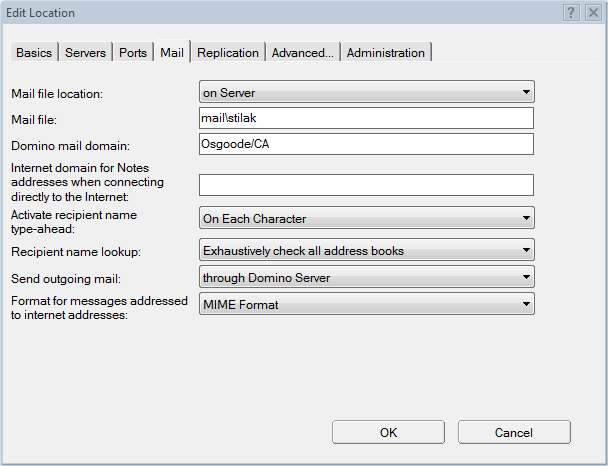 Edit Location
?
Basics Servers Ports Mail Replication Advanced... Administration
Mail file location: on Server
Mail file: mail\stilak
Domino mail domain: Osgoode/CA
Internet domain for Notes
addresses when connecting
directly to the Internet:
Activate recipient name
type-ahead: On Each Character
Recipient name lookup: Exhaustively check all address books
Send outgoing mail: through Domino Server
Format for messages addressed
to internet addresses: MIME Format
OK Cancel